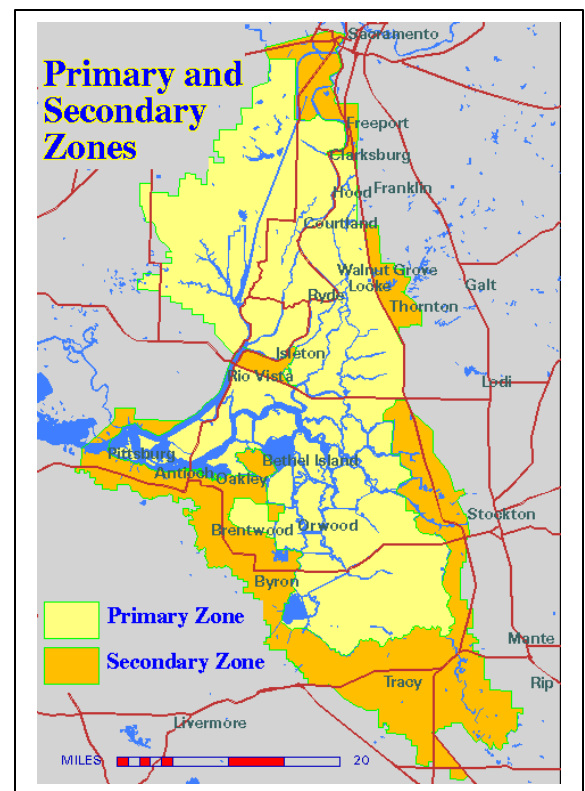 Primary and
Secondary
Zones
Sacramento
Freeport
Clarksburg
Hood
Franklin
Courtland
Walnut Grove
Locke
Galt
Ryde
Thornton
Isleton
Rio Vista
Lodi
Pittsburg
Bethel Island
Antioch
Oakley
Stockton
Brentwood
Orwood
Byron
Primary Zone
Mante
Secondary Zone
Tracy
Rip
Livermore
MILES
20